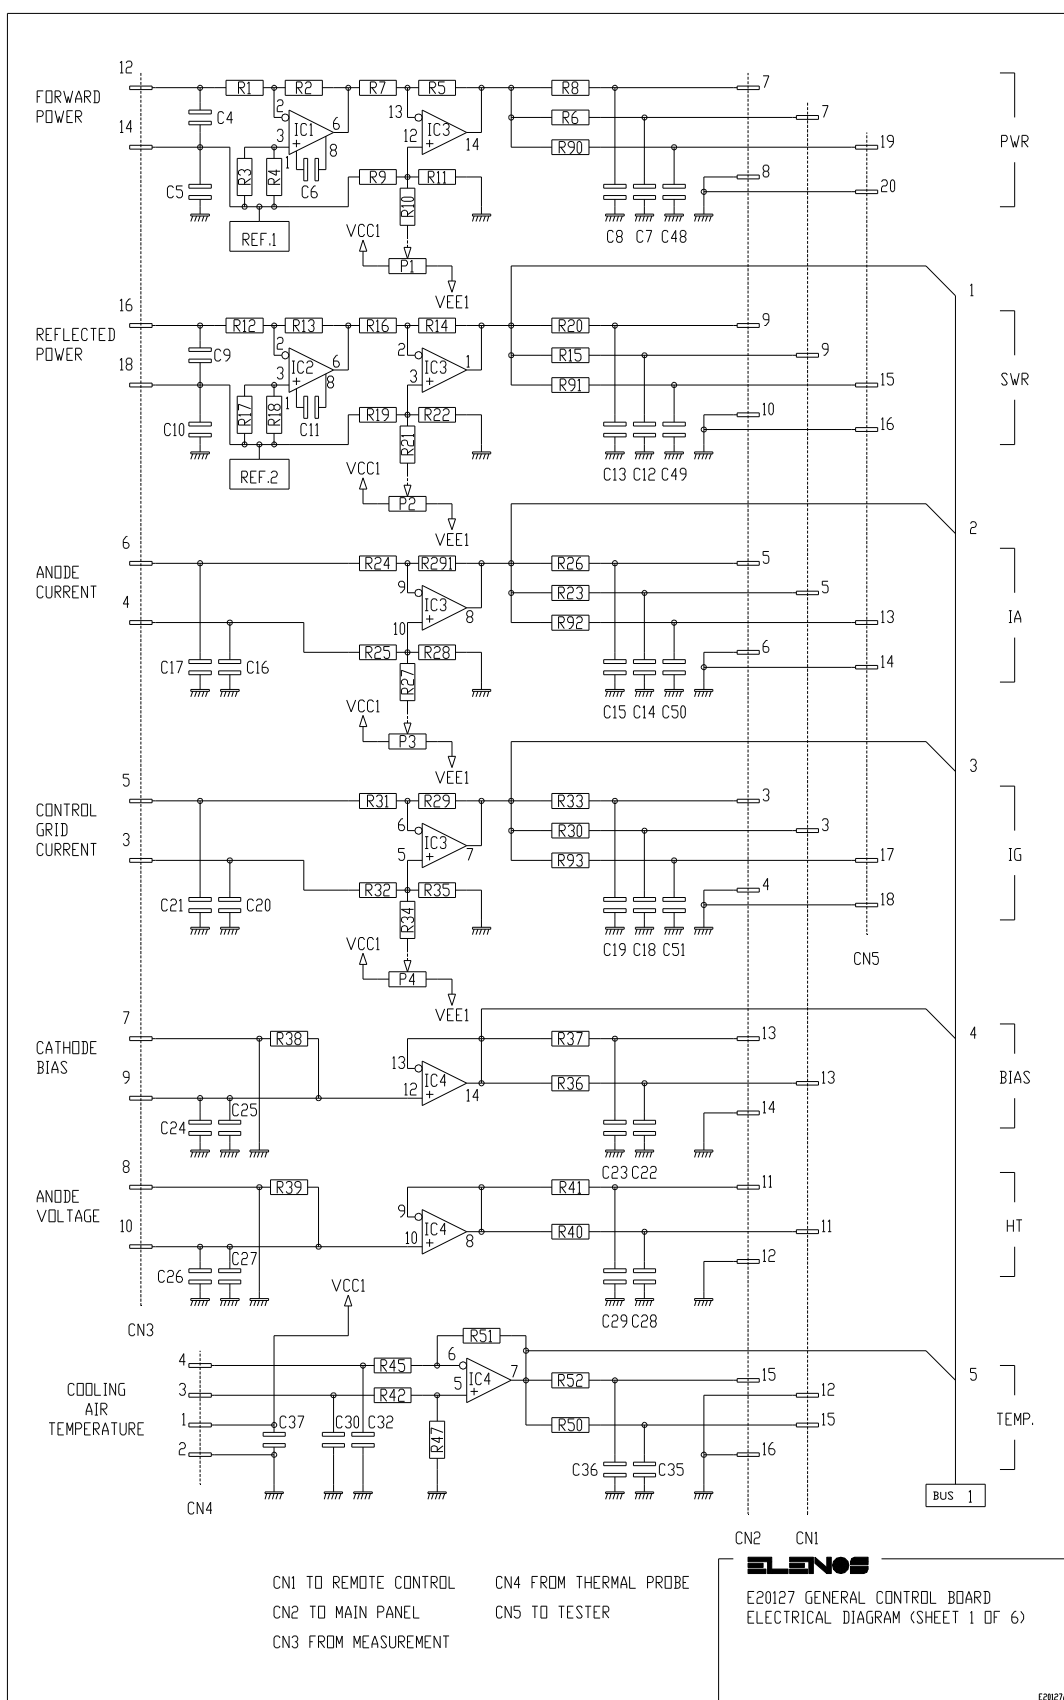 12
FORWARD
POWER
14
R1 R2 R7 R5 R8 7
C4 2 6 13 R6 7
IC1 IC3
3 8 12 14 R90 19
PWR
1 R3 R4 C6 R9 R11 8
C5 R10 20
REF.1 VCC1 P1 VEE1
C8 C7 C48
1
16
REFLECTED
POWER
18
R12 R13 R16 R14 R20 9
C9 2 6 2 1 R15 9
IC2 IC3
3 8 3 R91 15
SWR
1 R17 R18 C11 R19 R22 10
C10 R21 16
REF.2 VCC1 P2 VEE1
C13 C12 C49
2
6
ANODE
CURRENT
4
R24 R291 R26 5
9 IC3 8 R23 5
10 R92 13
IA
R25 R28 6
C17 C16 R27 14
VCC1 P3 VEE1
C15 C14 C50
3
5
CONTROL
GRID
CURRENT
3
R31 R29 R33 3
6 IC3 7 R30 3
5 R93 17
IG
R32 R35 4
C21 C20 R34 18
VCC1 P4 VEE1
C19 C18 C51
CN5
7
CATHODE
BIAS
9
R38 R37 13
4
13 IC4 R36 13
12 14
BIAS
C24 C25 14
C23 C22
8
ANODE
VOLTAGE
10
R39 R41 11
9 IC4 R40 11
10 8
HT
C26 C27 12
C29 C28
CN3
VCC1
R51
4 R45 6 7 R52 15
5
COOLING
AIR
TEMPERATURE
3 R42 5 IC4 12
1 R50 15
TEMP.
C37 C30 C32 R47
2 16
C36 C35
CN4
BUS 1
CN2 CN1
ELENOS
CN1 TO REMOTE CONTROL
CN2 TO MAIN PANEL
CN3 FROM MEASUREMENT
CN4 FROM THERMAL PROBE
CN5 TO TESTER
E20127 GENERAL CONTROL BOARD
ELECTRICAL DIAGRAM (SHEET 1 OF 6)
E20127